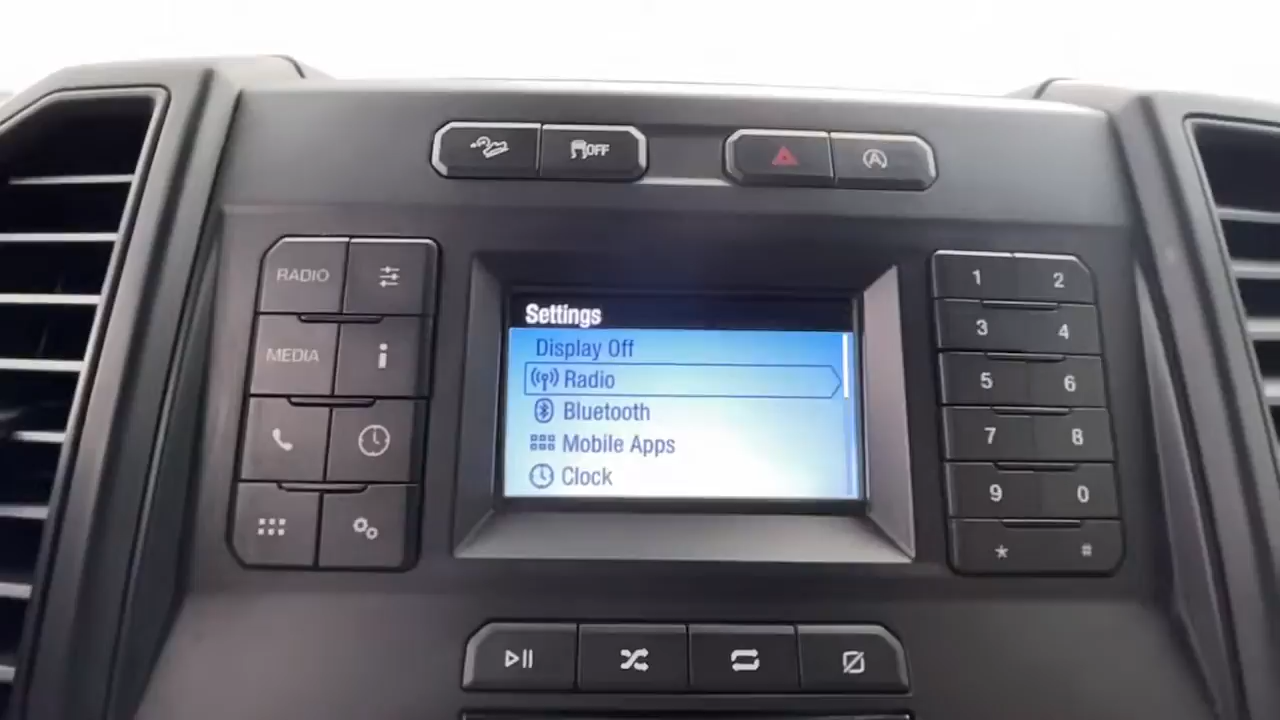 OFF
A
RADIO
MEDIA
i
Settings
Display Off
Radio
Bluetooth
Mobile Apps
Clock
1 2
3 4
5 6
7 8
9 0
* #